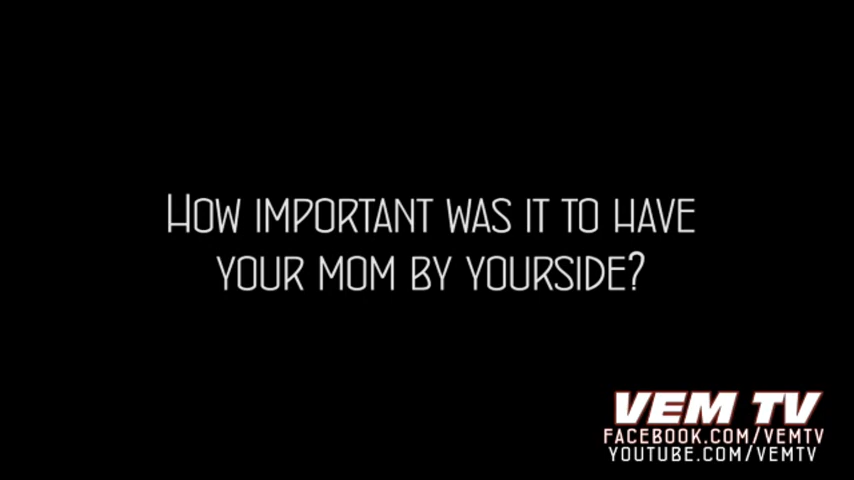 HOW IMPORTANT WAS IT TO HAVE
YOUR MOM BY YOURSIDE?
VEM TV
FACEBOOK.COM/VEMTV
YOUTUBE.COM/VEMTV